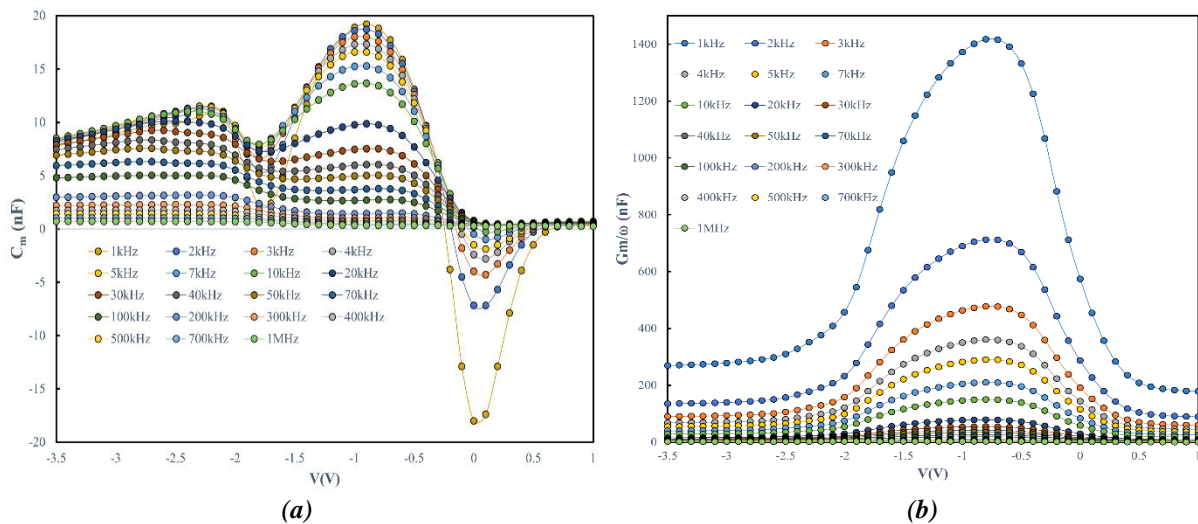 20
15
10
5
0
-5
-10
-15
-20
C_m (nF)
1kHz 2kHz 3kHz 4kHz
5kHz 7kHz 10kHz 20kHz
30kHz 40kHz 50kHz 70kHz
100kHz 200kHz 300kHz 400kHz
500kHz 700kHz 1MHz
-3.5 -3 -2.5 -2 -1.5 -1 -0.5 0 0.5 1
V(V)
(a)
1400
1200
1000
800
600
400
200
0
Gm/ω (nF)
1kHz 2kHz 3kHz
4kHz 5kHz 7kHz
10kHz 20kHz 30kHz
40kHz 50kHz 70kHz
100kHz 200kHz 300kHz
400kHz 500kHz 700kHz
1MHz
-3.5 -3 -2.5 -2 -1.5 -1 -0.5 0 0.5 1
V(V)
(b)